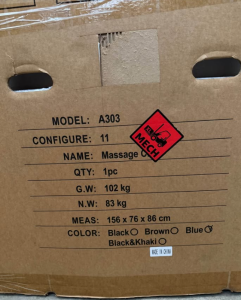 MODEL: A303
CONFIGURE: 11
MECH
NAME: Massage
QTY: 1pc
G.W: 102 kg
N.W: 83 kg
MEAS: 156 x 76 x 86 cm
COLOR: Black Brown Blue
Black&Khaki